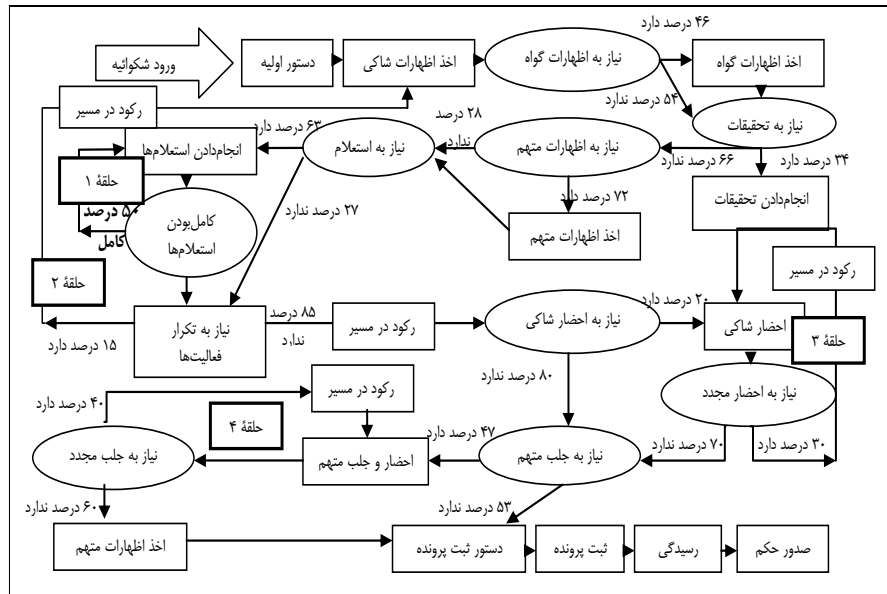 ورود شکوائیه
دستور اولیه
اخذ اظهارات شاکی
نیاز به اظهارات گواه
۴۶ درصد دارد
اخذ اظهارات گواه
۵۴ درصد ندارد
نیاز به تحقیقات
۳۴ درصد دارد
انجام‌دادن تحقیقات
۶۶ درصد ندارد
نیاز به اظهارات متهم
۷۲ درصد دارد
اخذ اظهارات متهم
۲۸ درصد
ندارد
نیاز به استعلام
۶۳ درصد دارد
۲۷ درصد ندارد
رکود در مسیر
انجام‌دادن استعلام‌ها
حلقهٔ ۱
۵۰ درصد
کامل
کامل‌بودن
استعلام‌ها
حلقهٔ ۲
نیاز به تکرار
فعالیت‌ها
۱۵ درصد دارد
۸۵ درصد
ندارد
رکود در مسیر
نیاز به احضار شاکی
۲۰ درصد دارد
احضار شاکی
رکود در مسیر
حلقهٔ ۳
نیاز به احضار مجدد
۳۰ درصد دارد
۷۰ درصد ندارد
۸۰ درصد ندارد
نیاز به جلب متهم
۴۷ درصد دارد
احضار و جلب متهم
حلقهٔ ۴
رکود در مسیر
۴۰ درصد دارد
نیاز به جلب مجدد
۶۰ درصد ندارد
اخذ اظهارات متهم
۵۳ درصد ندارد
دستور ثبت پرونده
ثبت پرونده
رسیدگی
صدور حکم